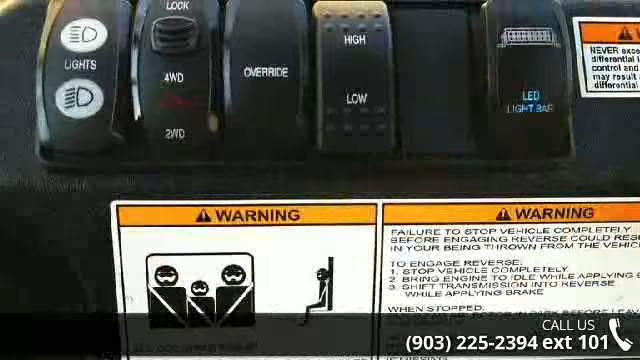 LIGHTS
LOCK
4WD
2WD
OVERRIDE
HIGH
LOW
LED
LIGHT BAR
NEVER
differential
control and
may result
differential
WARNING
WARNING
FAILURE TO STOP VEHICLE COMPLETELY
BEFORE ENGAGING REVERSE COULD
IN YOUR BEING THROWN FROM THE
TO ENGAGE REVERSE:
1. STOP VEHICLE COMPLETELY
2. BRING ENGINE TO IDLE WHILE APPLYING
3. SHIFT TRANSMISSION INTO REVERSE
WHILE APPLYING BRAKE
WHEN STOPPED:
CALL US
(903) 225-2394 ext 101